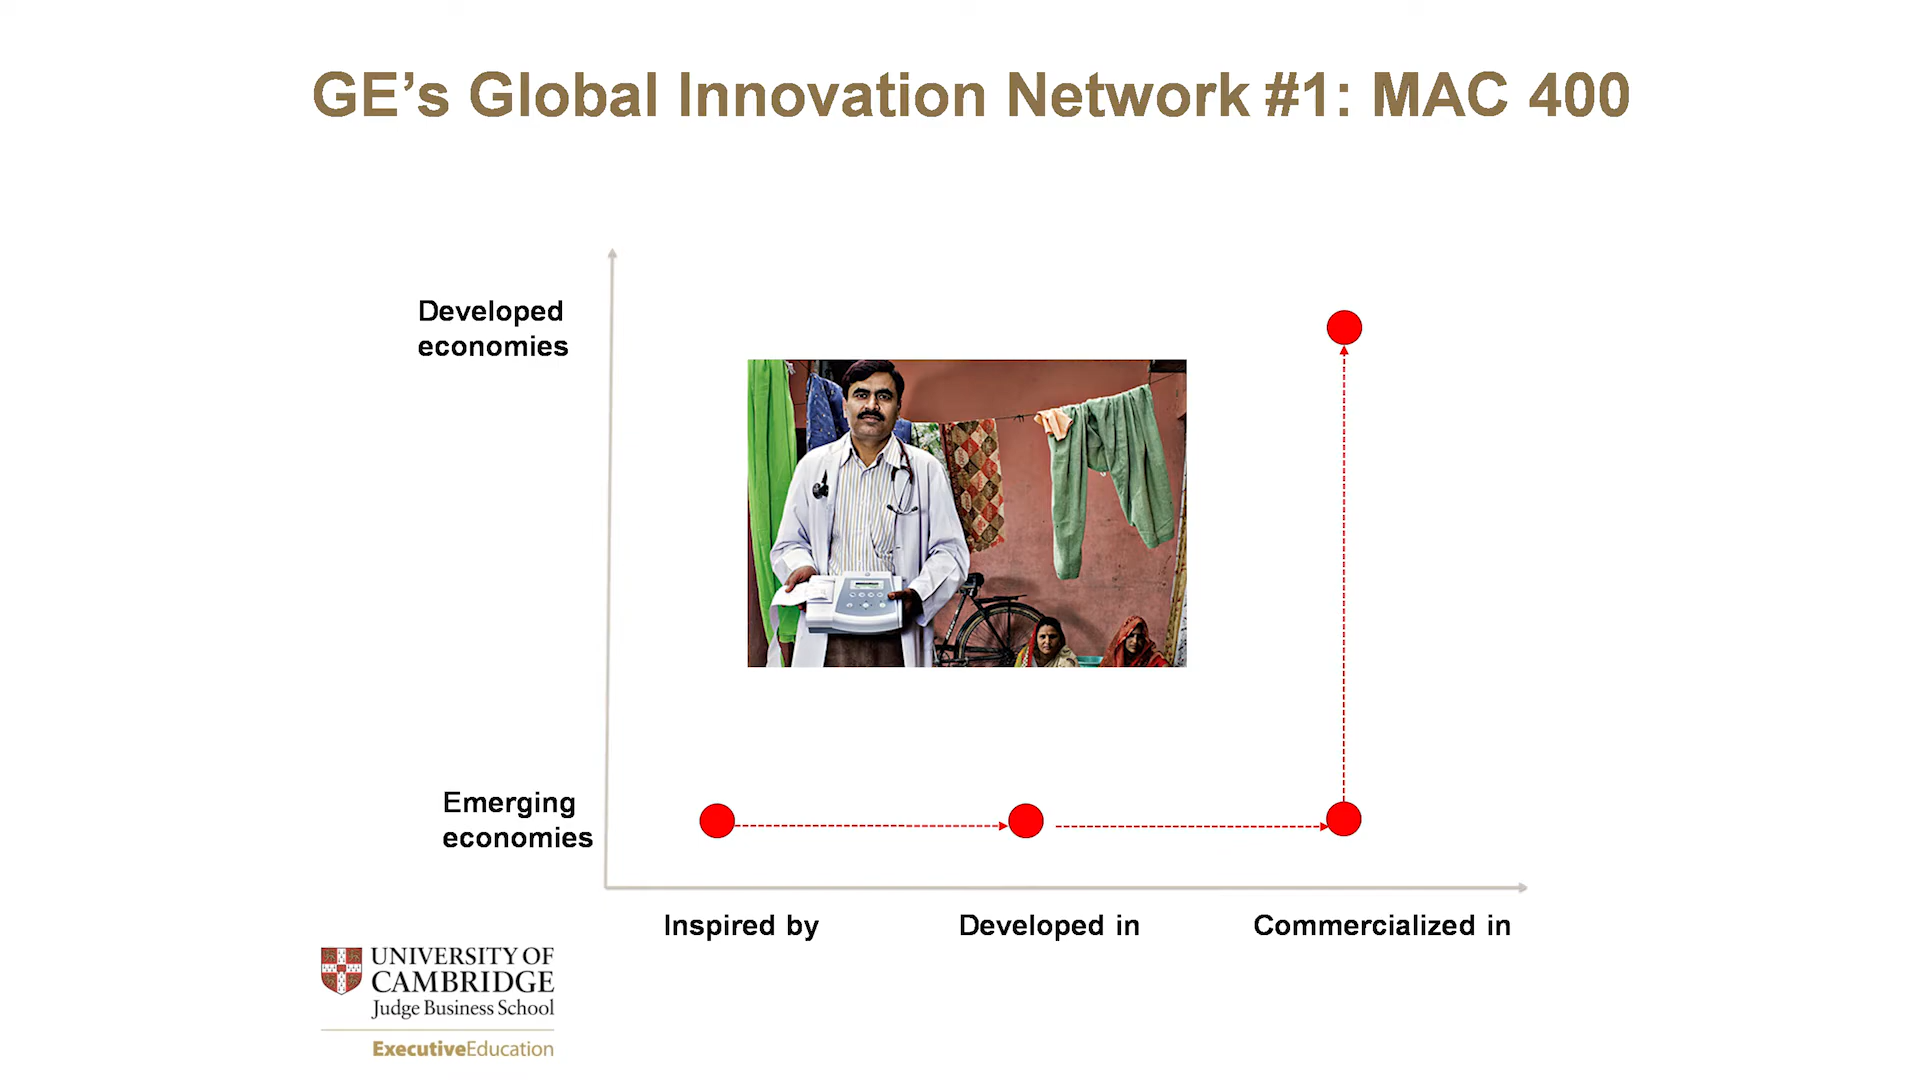 GE’s Global Innovation Network #1: MAC 400
Developed
economies
Emerging
economies
Inspired by
Developed in
Commercialized in
UNIVERSITY OF
CAMBRIDGE
Judge Business School
ExecutiveEducation